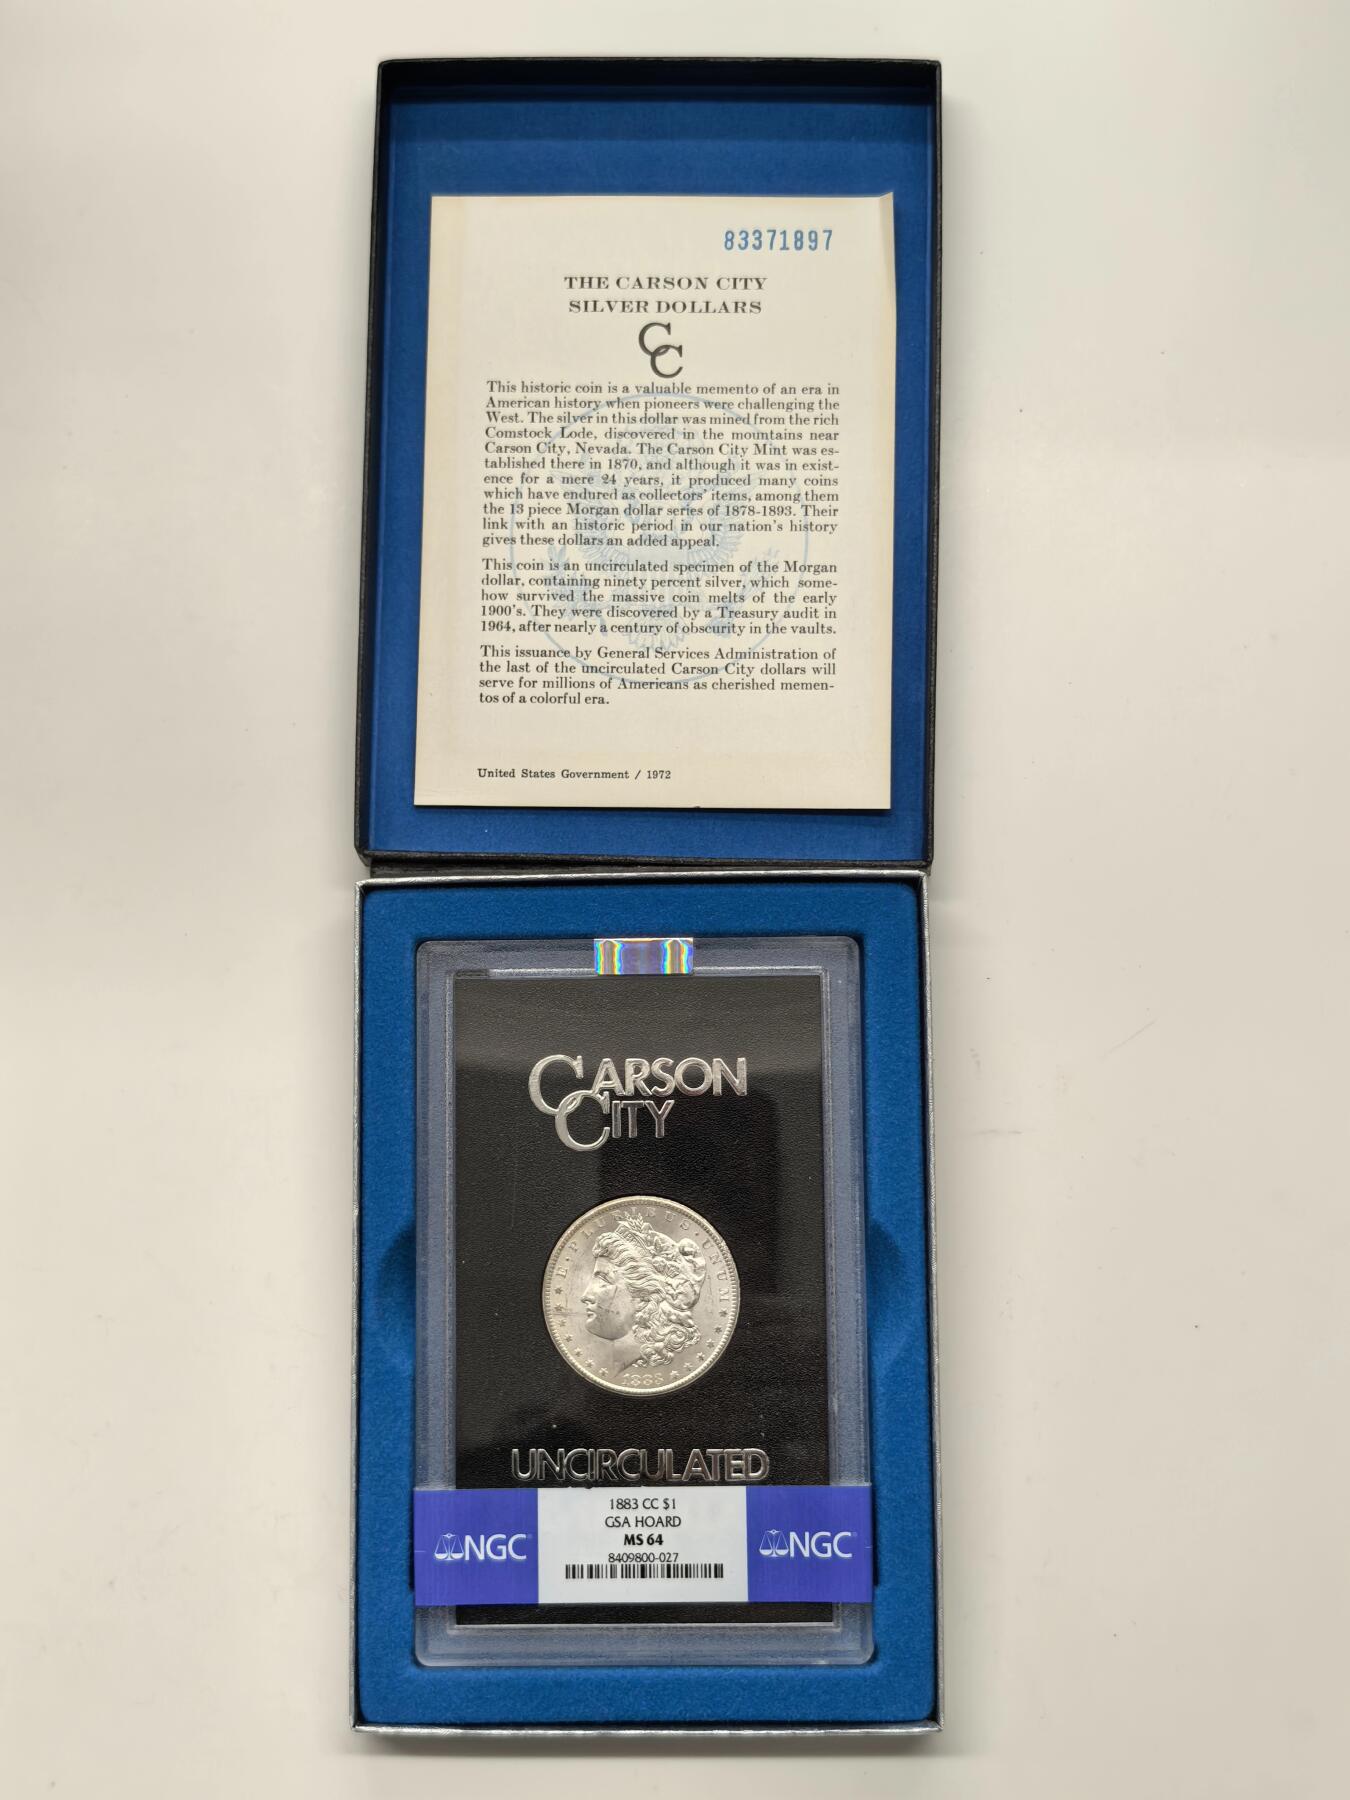 83371897
THE CARSON CITY
SILVER DOLLARS
CC
This historic coin is a valuable memento of an era in
American history when pioneers were challenging the
West. The silver in this dollar was mined from the rich
Comstock Lode, discovered in the mountains near
Carson City, Nevada. The Carson City Mint was es-
tablished there in 1870, and although it was in exist-
ence for a mere 24 years, it produced many coins
which have endured as collectors' items, among them
the 13 piece Morgan dollar series of 1878-1893. Their
link with an historic period in our nation's history
gives these dollars an added appeal.
This coin is an uncirculated specimen of the Morgan
dollar, containing ninety percent silver, which some-
how survived the massive coin melts of the early
1900's. They were discovered by a Treasury audit in
1964, after nearly a century of obscurity in the vaults.
This issuance by General Services Administration of
the last of the uncirculated Carson City dollars will
serve for millions of Americans as cherished memen-
tos of a colorful era.
United States Government / 1972
CARSON
CITY
E · PLURIBUS · UNUM
1883
UNCIRCULATED
1883 CC $1
GSA HOARD
MS 64
8409800-027
NGC
NGC